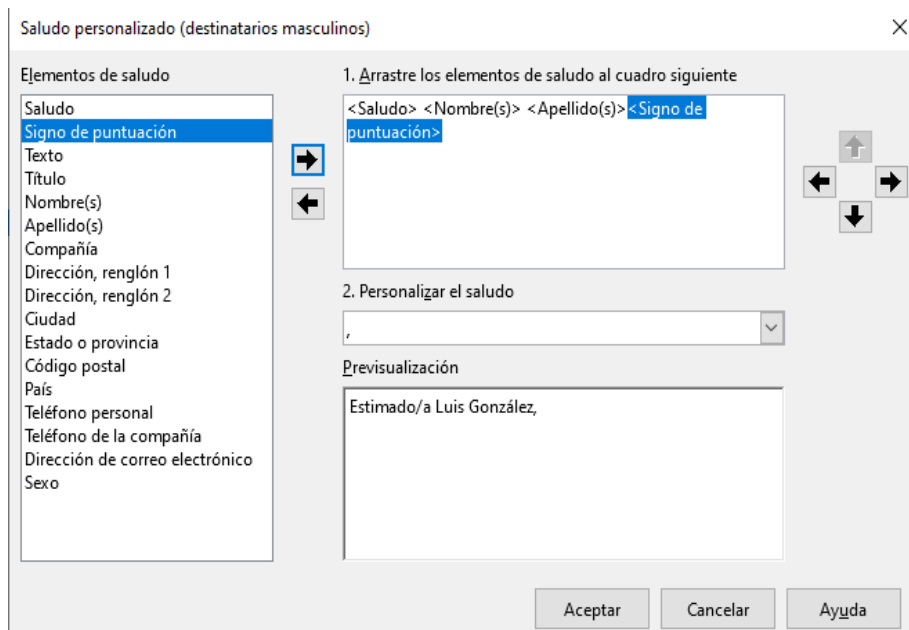 Saludo personalizado (destinatarios masculinos)
Elementos de saludo
Saludo
Signo de puntuación
Texto
Título
Nombre(s)
Apellido(s)
Compañía
Dirección, renglón 1
Dirección, renglón 2
Ciudad
Estado o provincia
Código postal
País
Teléfono personal
Teléfono de la compañía
Dirección de correo electrónico
Sexo
1. Arrastre los elementos de saludo al cuadro siguiente
<Saludo> <Nombre(s)> <Apellido(s)><Signo de
puntuación>
2. Personalizar el saludo
,
Previsualización
Estimado/a Luis González,
Aceptar
Cancelar
Ayuda